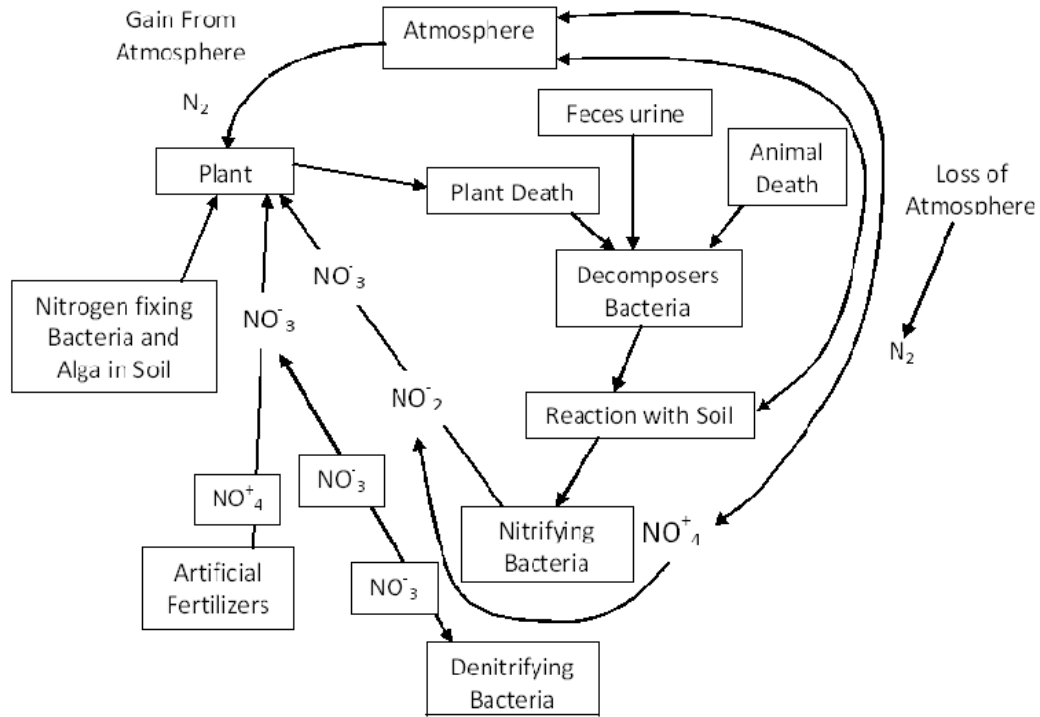 Gain From
Atmosphere
N₂
Atmosphere
Feces urine
Animal
Death
Plant
Plant Death
Loss of
Atmosphere
N₂
Decomposers
Bacteria
NO⁻₃
Nitrogen fixing
Bacteria and
Alga in Soil
NO⁻₃
NO⁻₂
Reaction with Soil
NO⁻₃
NO⁺₄
Nitrifying
Bacteria
NO⁺₄
Artificial
Fertilizers
NO⁻₃
Denitrifying
Bacteria